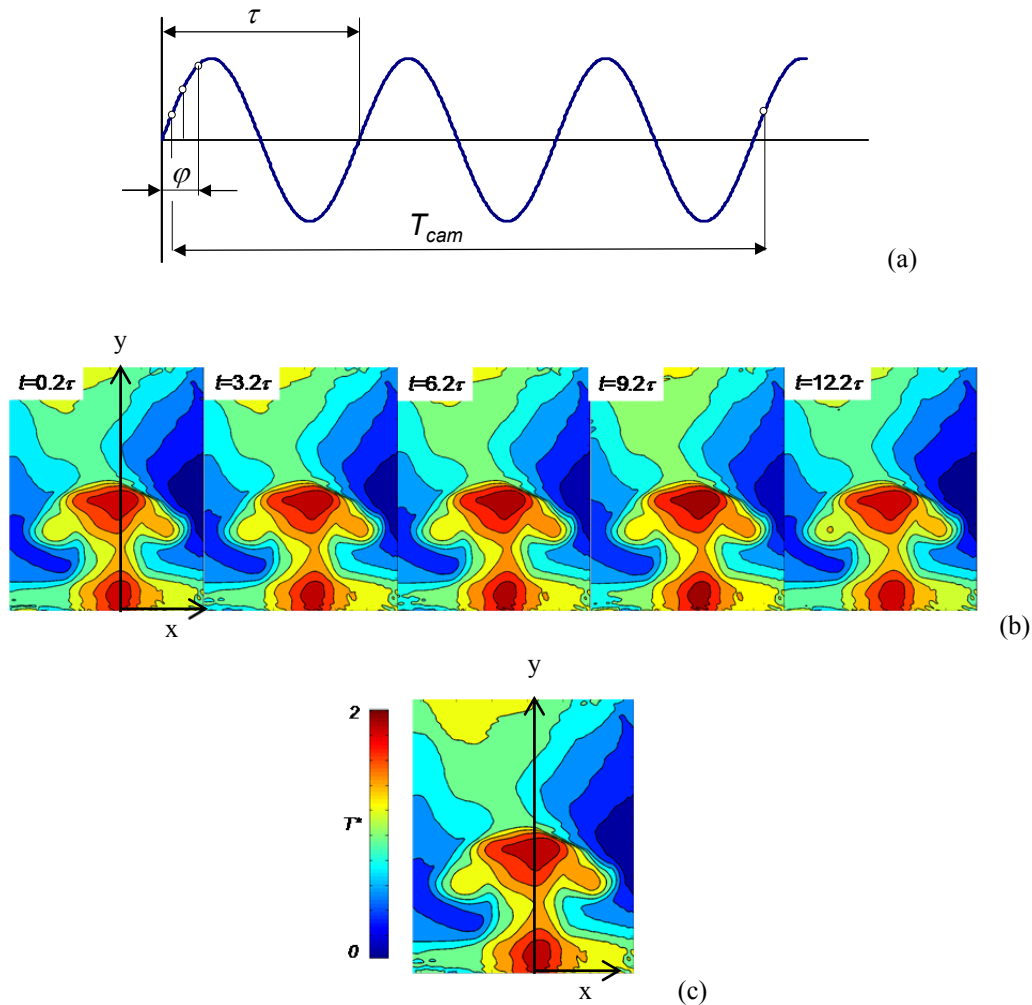 τ
φ
T_cam
(a)
y
t=0.2τ t=3.2τ t=6.2τ t=9.2τ t=12.2τ
x
(b)
y
2
T*
0
x
(c)